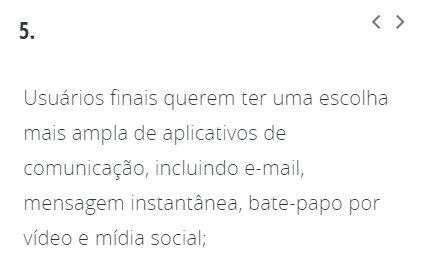 5.
Usuários finais querem ter uma escolha
mais ampla de aplicativos de
comunicação, incluindo e-mail,
mensagem instantânea, bate-papo por
vídeo e mídia social;